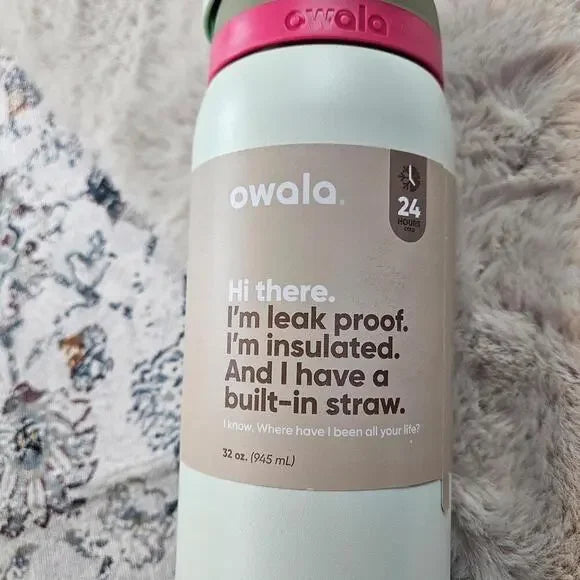 owala
owala.
24
HOURS
COLD
Hi there.
I'm leak proof.
I'm insulated.
And I have a
built-in straw.
I know. Where have I been all your life?
32 oz. (945 mL)